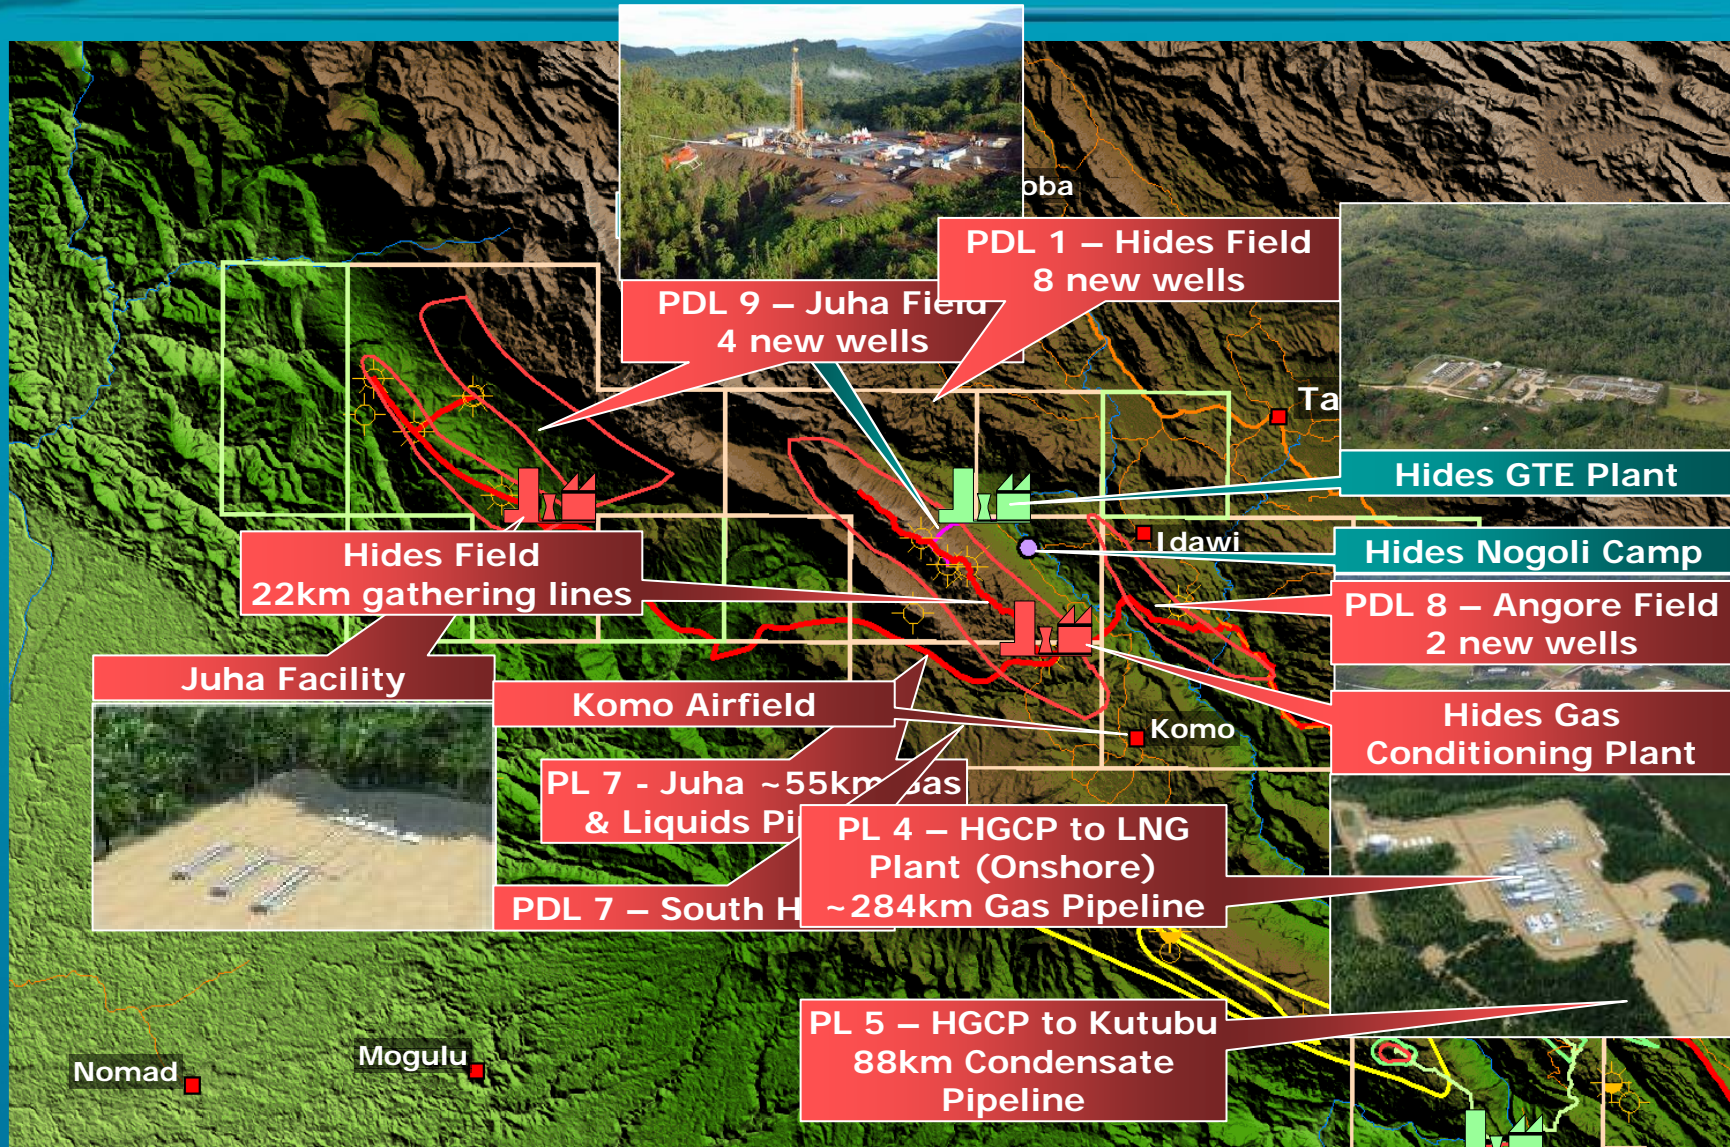 oba
PDL 1 – Hides Field
8 new wells
PDL 9 – Juha Field
4 new wells
Ta
Hides GTE Plant
Idawi
Hides Nogoli Camp
Hides Field
22km gathering lines
PDL 8 – Angore Field
2 new wells
Juha Facility
Komo Airfield
Komo
Hides Gas
Conditioning Plant
PL 7 - Juha ~55km Gas
& Liquids Pi
PL 4 – HGCP to LNG
Plant (Onshore)
~284km Gas Pipeline
PDL 7 – South H
PL 5 – HGCP to Kutubu
88km Condensate
Pipeline
Nomad
Mogulu